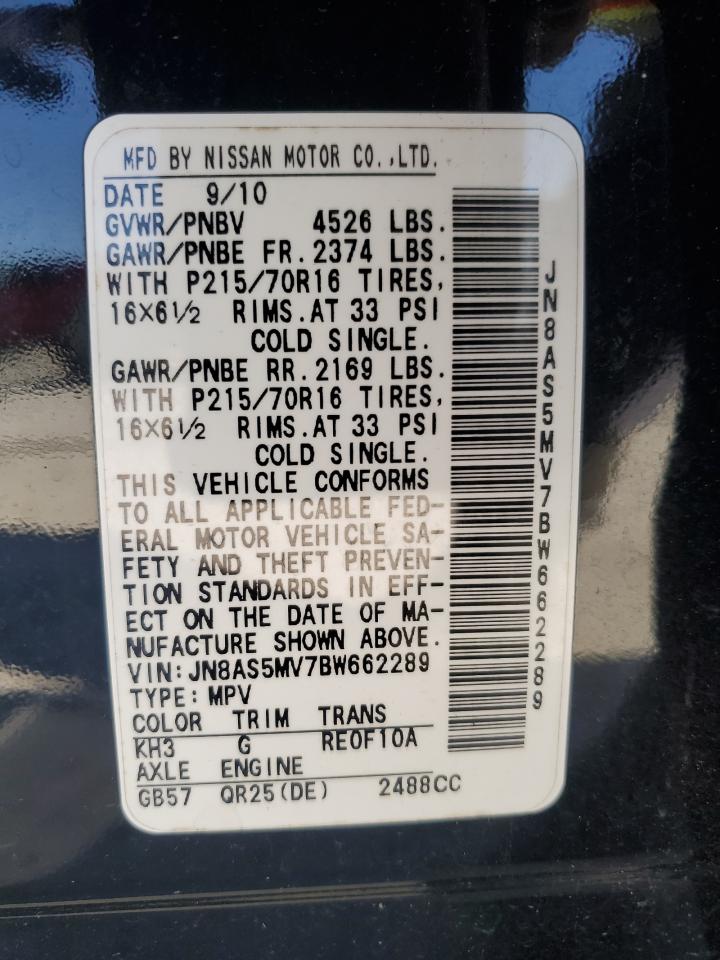 MFD BY NISSAN MOTOR CO.,LTD.
DATE 9/10
GVWR/PNBV 4526 LBS.
GAWR/PNBE FR.2374 LBS.
WITH P215/70R16 TIRES,
16X6½ RIMS.AT 33 PSI
COLD SINGLE.
GAWR/PNBE RR.2169 LBS.
WITH P215/70R16 TIRES,
16X6½ RIMS.AT 33 PSI
COLD SINGLE.
THIS VEHICLE CONFORMS
TO ALL APPLICABLE FED-
ERAL MOTOR VEHICLE SA-
FETY AND THEFT PREVEN-
TION STANDARDS IN EFF-
ECT ON THE DATE OF MA-
NUFACTURE SHOWN ABOVE.
VIN:JN8AS5MV7BW662289
TYPE:MPV
COLOR TRIM TRANS
KH3 G RE0F10A
AXLE ENGINE
GB57 QR25(DE) 2488CC
JN8AS5MV7BW662289